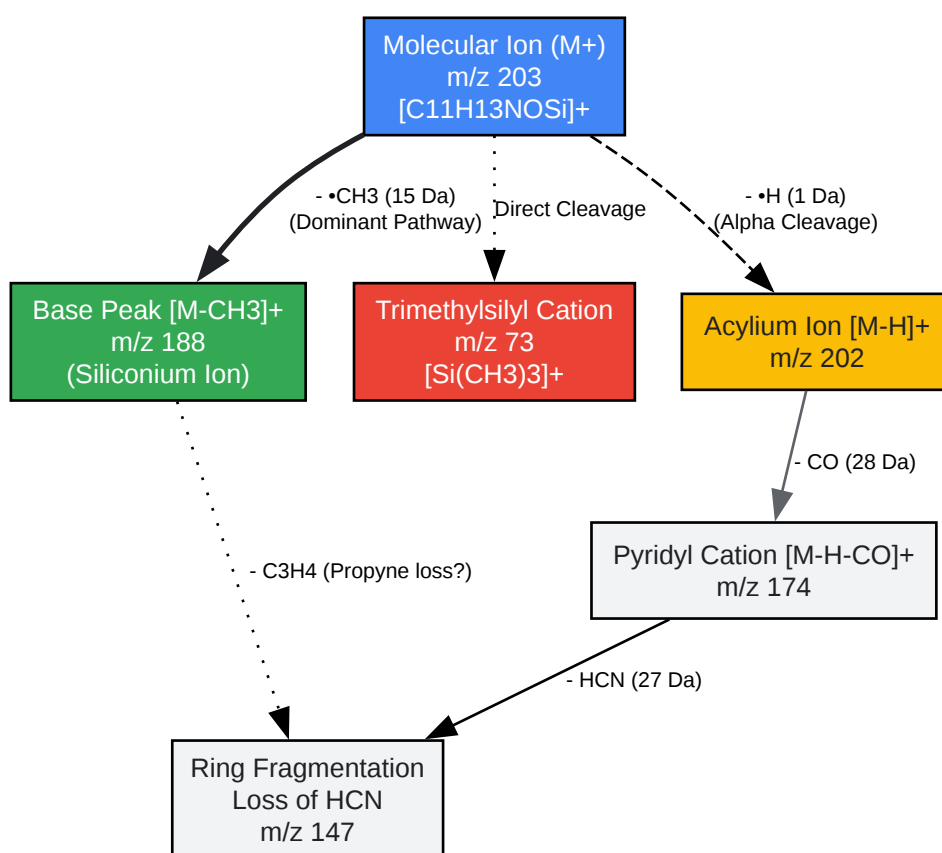 Molecular Ion (M+)
m/z 203
[C11H13NOSi]+
- •CH3 (15 Da)
(Dominant Pathway)
Direct Cleavage
- •H (1 Da)
(Alpha Cleavage)
Base Peak [M-CH3]+
m/z 188
(Siliconium Ion)
Trimethylsilyl Cation
m/z 73
[Si(CH3)3]+
Acylium Ion [M-H]+
m/z 202
- CO (28 Da)
- C3H4 (Propyne loss?)
Pyridyl Cation [M-H-CO]+
m/z 174
- HCN (27 Da)
Ring Fragmentation
Loss of HCN
m/z 147